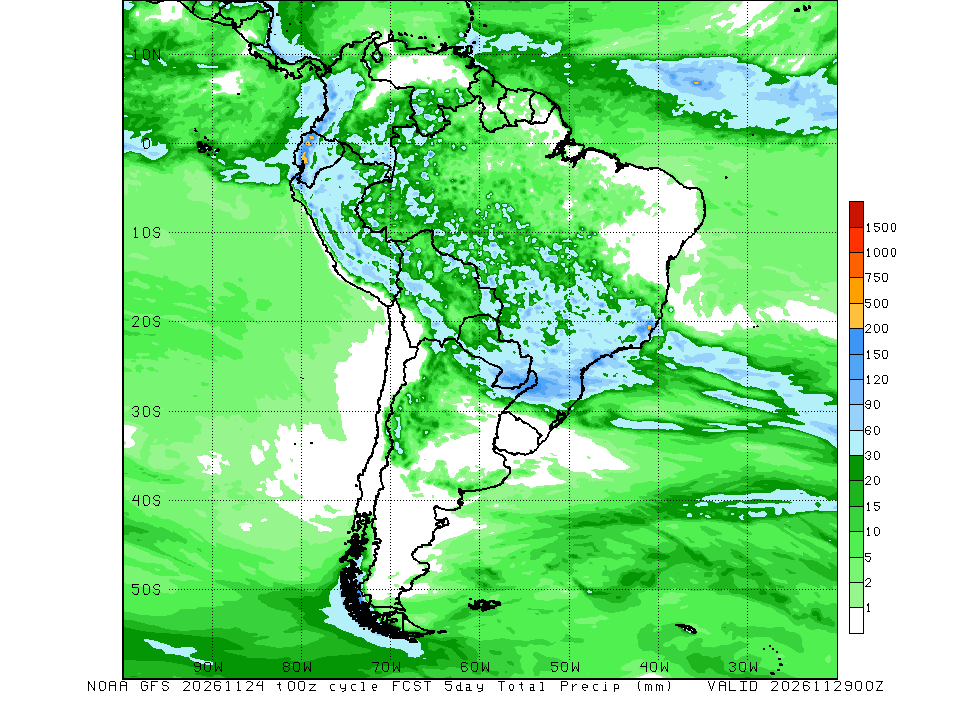 10N
0
10S
20S
30S
40S
50S
90W 80W 70W 60W 50W 40W 30W
1500
1000
750
500
200
150
120
90
60
30
20
15
10
5
2
1
NOAA GFS 20261124 t00z cycle FCST 5day Total Precip (mm) VALID 2026112900Z